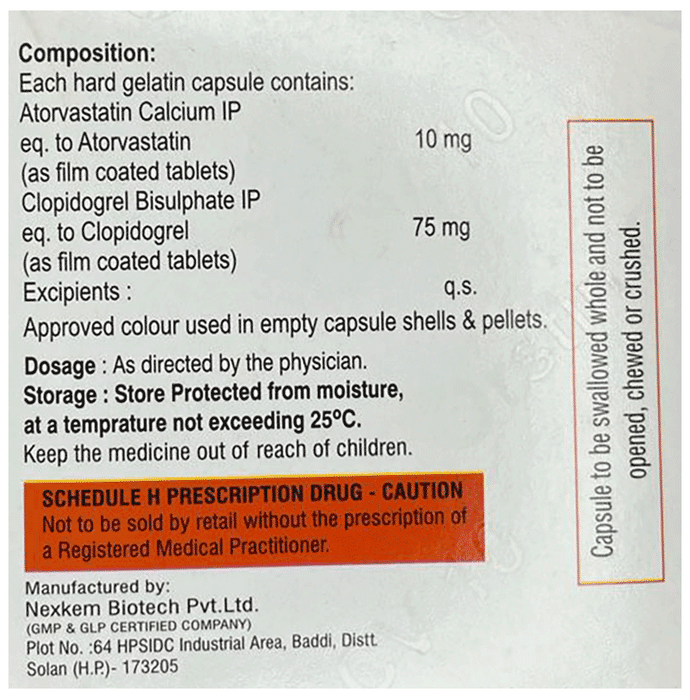 Composition:
Each hard gelatin capsule contains:
Atorvastatin Calcium IP
eq. to Atorvastatin 10 mg
(as film coated tablets)
Clopidogrel Bisulphate IP
eq. to Clopidogrel 75 mg
(as film coated tablets)
Excipients : q.s.
Approved colour used in empty capsule shells & pellets.
Dosage : As directed by the physician.
Storage : Store Protected from moisture,
at a temprature not exceeding 25ºC.
Keep the medicine out of reach of children.
SCHEDULE H PRESCRIPTION DRUG - CAUTION
Not to be sold by retail without the prescription of
a Registered Medical Practitioner.
Manufactured by:
Nexkem Biotech Pvt.Ltd.
(GMP & GLP CERTIFIED COMPANY)
Plot No. :64 HPSIDC Industrial Area, Baddi, Distt.
Solan (H.P.)- 173205
Capsule to be swallowed whole and not to be
opened, chewed or crushed.